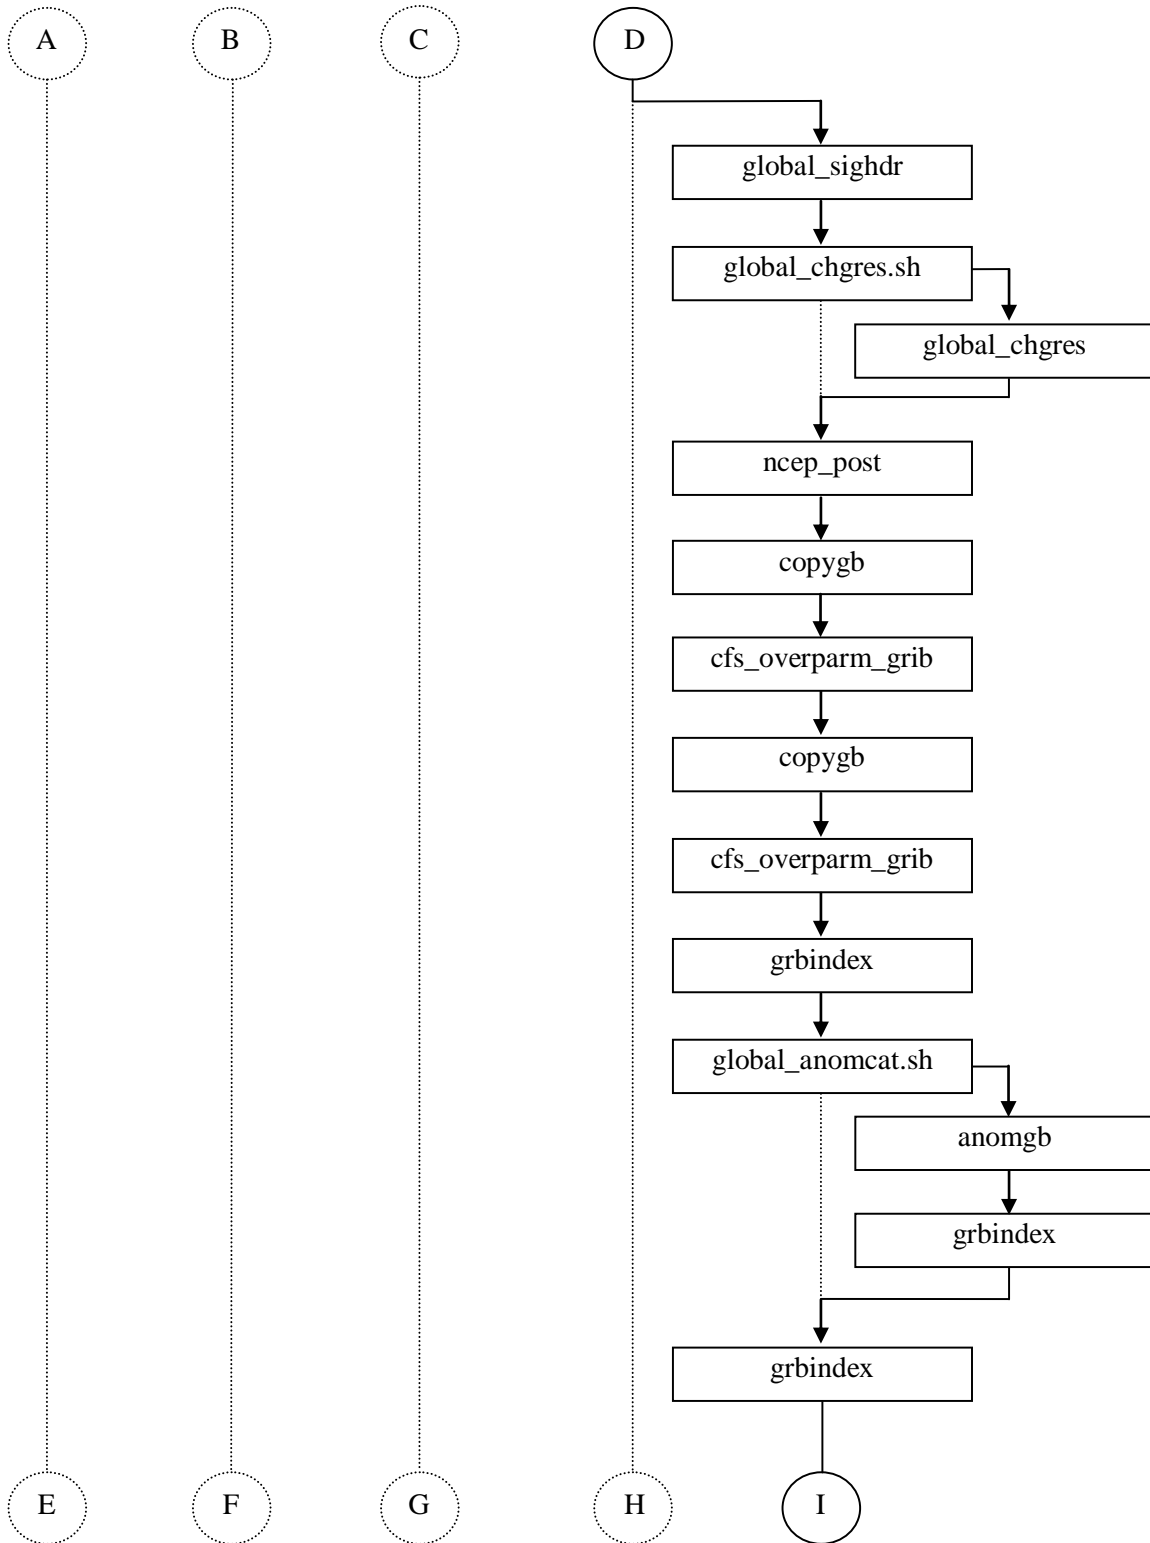 A
B
C
D
global_sighdr
global_chgres.sh
global_chgres
ncep_post
copygb
cfs_overparm_grib
copygb
cfs_overparm_grib
grbindex
global_anomcat.sh
anomgb
grbindex
grbindex
E
F
G
H
I